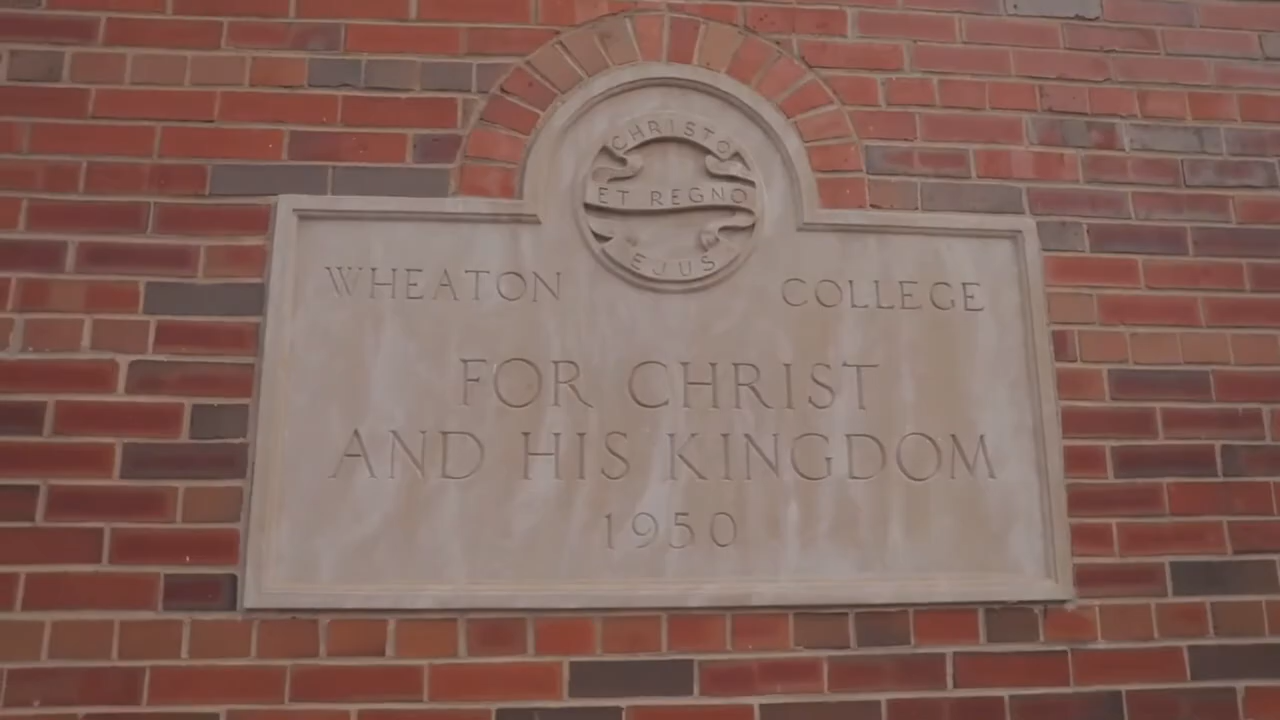 CHRISTO
ET REGNO
EJUS
WHEATON COLLEGE
FOR CHRIST
AND HIS KINGDOM
1950